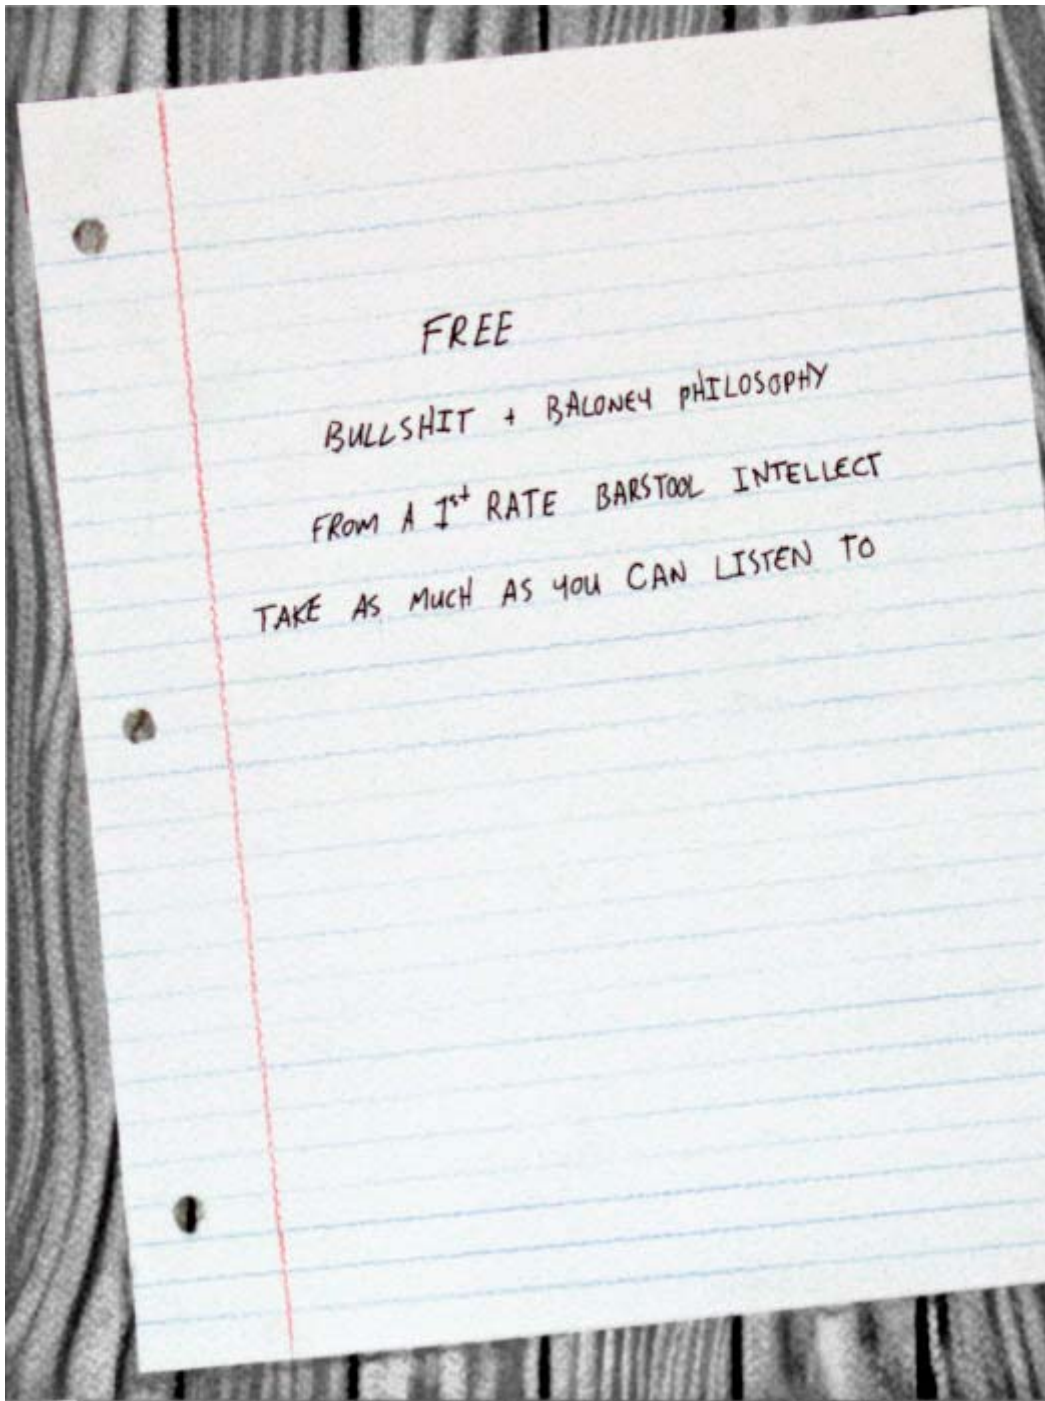 FREE
BULLSHIT + BALONEY PHILOSOPHY
FROM A 1st RATE BARSTOOL INTELLECT
TAKE AS MUCH AS YOU CAN LISTEN TO